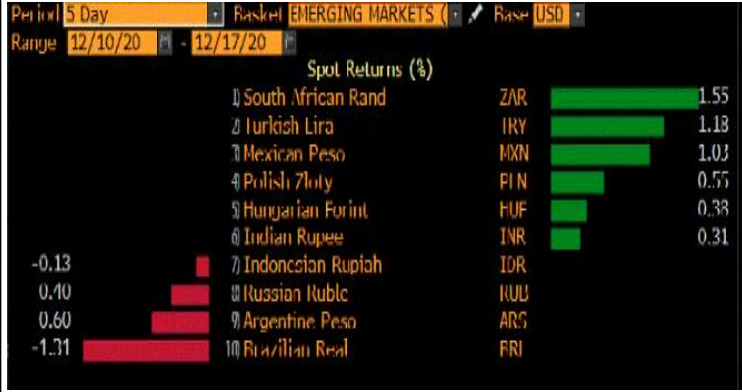 Period 5 Day Basket EMERGING MARKETS ( Base USD
Range 12/10/20 - 12/17/20
Spot Returns (%)
1) South African Rand ZAR 1.55
2) Turkish Lira TRY 1.18
3) Mexican Peso MXN 1.03
4) Polish Zloty PLN 0.55
5) Hungarian Forint HUF 0.38
6) Indian Rupee INR 0.31
-0.13 7) Indonesian Rupiah IDR
0.40 8) Russian Ruble RUB
0.60 9) Argentine Peso ARS
-1.31 10) Brazilian Real BRL